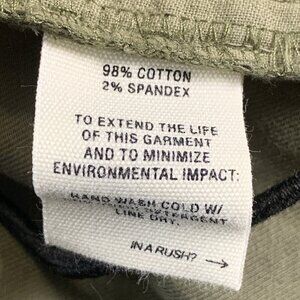 98% COTTON
2% SPANDEX
TO EXTEND THE LIFE
OF THIS GARMENT
AND TO MINIMIZE
ENVIRONMENTAL IMPACT:
HAND WASH COLD W/
DETERGENT
LINE DRY.
IN A RUSH? →